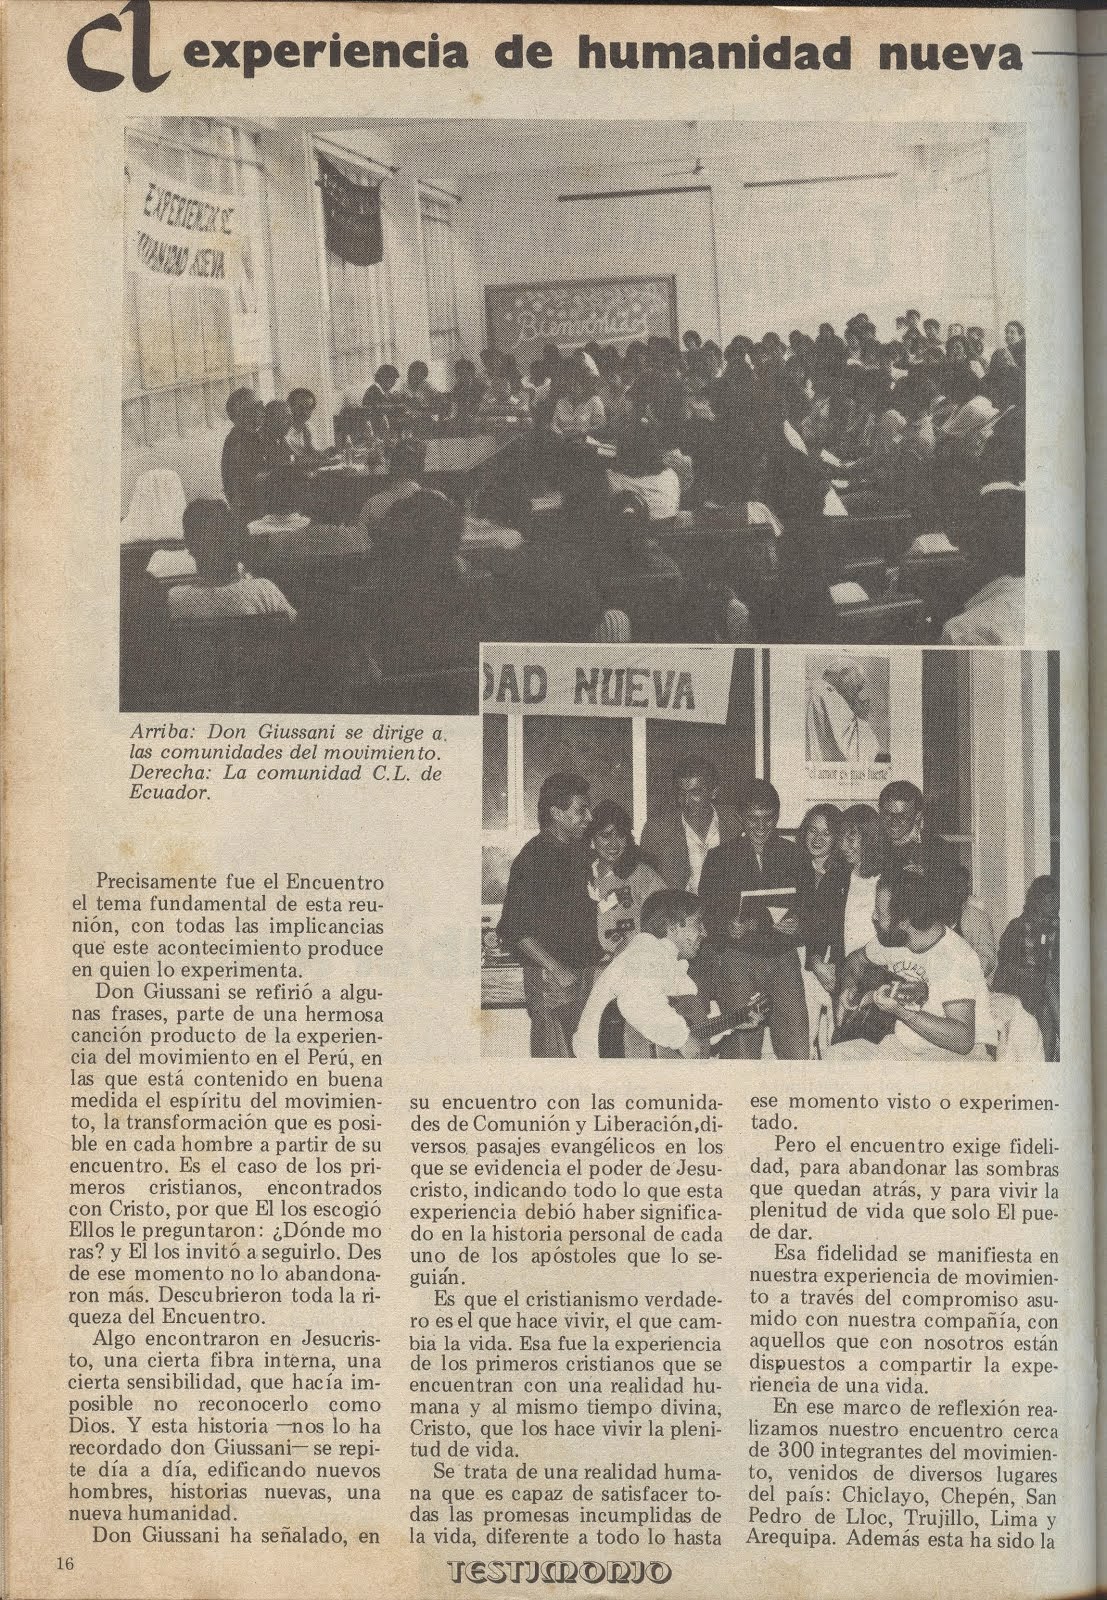 Cl experiencia de humanidad nueva
EXPERIENCIA DE
HUMANIDAD NUEVA
Bienvenido
DAD NUEVA
"el amor es mas fuerte"
Arriba: Don Giussani se dirige a
las comunidades del movimiento.
Derecha: La comunidad C.L. de
Ecuador.
Precisamente fue el Encuentro
el tema fundamental de esta reu-
nión, con todas las implicancias
que este acontecimiento produce
en quien lo experimenta.
Don Giussani se refirió a algu-
nas frases, parte de una hermosa
canción producto de la experien-
cia del movimiento en el Perú, en
las que está contenido en buena
medida el espíritu del movimien-
to, la transformación que es posi-
ble en cada hombre a partir de su
encuentro. Es el caso de los pri-
meros cristianos, encontrados
con Cristo, por que El los escogió
Ellos le preguntaron: ¿Dónde mo
ras? y El los invitó a seguirlo. Des
de ese momento no lo abandona-
ron más. Descubrieron toda la ri-
queza del Encuentro.
Algo encontraron en Jesucris-
to, una cierta fibra interna, una
cierta sensibilidad, que hacía im-
posible no reconocerlo como
Dios. Y esta historia —nos lo ha
recordado don Giussani— se repi
te día a día, edificando nuevos
hombres, historias nuevas, una
nueva humanidad.
Don Giussani ha señalado, en
su encuentro con las comunida-
des de Comunión y Liberación,di-
versos pasajes evangélicos en los
que se evidencia el poder de Jesu-
cristo, indicando todo lo que esta
experiencia debió haber significa-
do en la historia personal de cada
uno de los apóstoles que lo se-
guián.
Es que el cristianismo verdade-
ro es el que hace vivir, el que cam-
bia la vida. Esa fue la experiencia
de los primeros cristianos que se
encuentran con una realidad hu-
mana y al mismo tiempo divina,
Cristo, que los hace vivir la pleni-
tud de vida.
Se trata de una realidad huma-
na que es capaz de satisfacer to-
das las promesas incumplidas de
la vida, diferente a todo lo hasta
ese momento visto o experimen-
tado.
Pero el encuentro exige fideli-
dad, para abandonar las sombras
que quedan atrás, y para vivir la
plenitud de vida que solo El pue-
de dar.
Esa fidelidad se manifiesta en
nuestra experiencia de movimien-
to a través del compromiso asu-
mido con nuestra compañía, con
aquellos que con nosotros están
dispuestos a compartir la expe-
riencia de una vida.
En ese marco de reflexión rea-
lizamos nuestro encuentro cerca
de 300 integrantes del movimien-
to, venidos de diversos lugares
del país: Chiclayo, Chepén, San
Pedro de Lloc, Trujillo, Lima y
Arequipa. Además esta ha sido la
16
TESTIMONIO